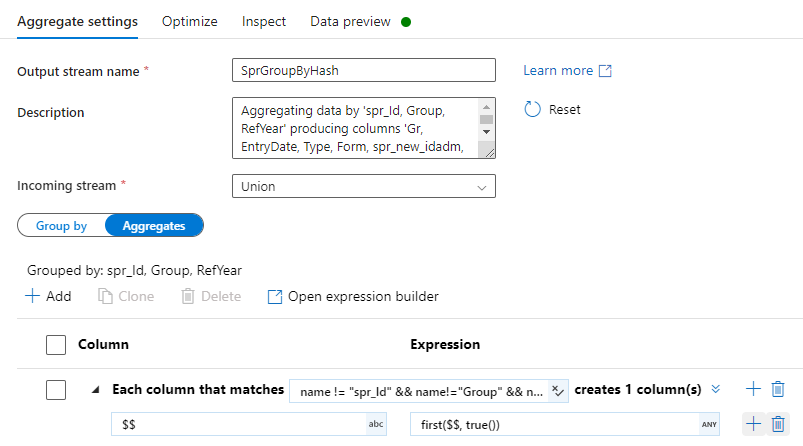 Aggregate settings Optimize Inspect Data preview
Output stream name * SprGroupByHash Learn more
Description Aggregating data by 'spr_Id, Group, Reset
RefYear' producing columns 'Gr,
EntryDate, Type, Form, spr_new_idadm,
Incoming stream * Union
Group by Aggregates
Grouped by: spr_Id, Group, RefYear
Add Clone Delete Open expression builder
Column Expression
Each column that matches name != "spr_Id" && name!="Group" && n... creates 1 column(s)
$$ abc first($$, true()) ANY